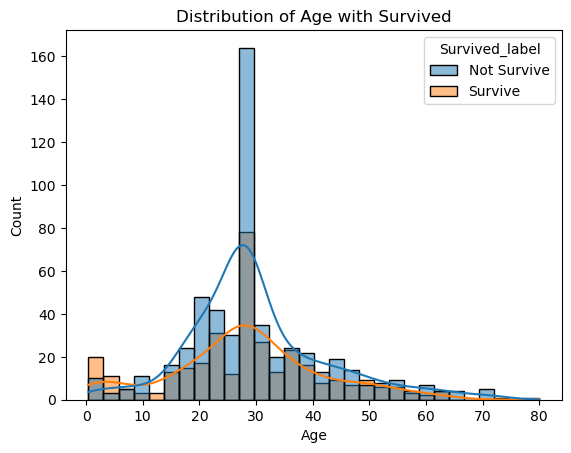 Distribution of Age with Survived
Survived_label
Not Survive
Survive
160
140
120
100
80
60
40
20
0
Count
0 10 20 30 40 50 60 70 80
Age